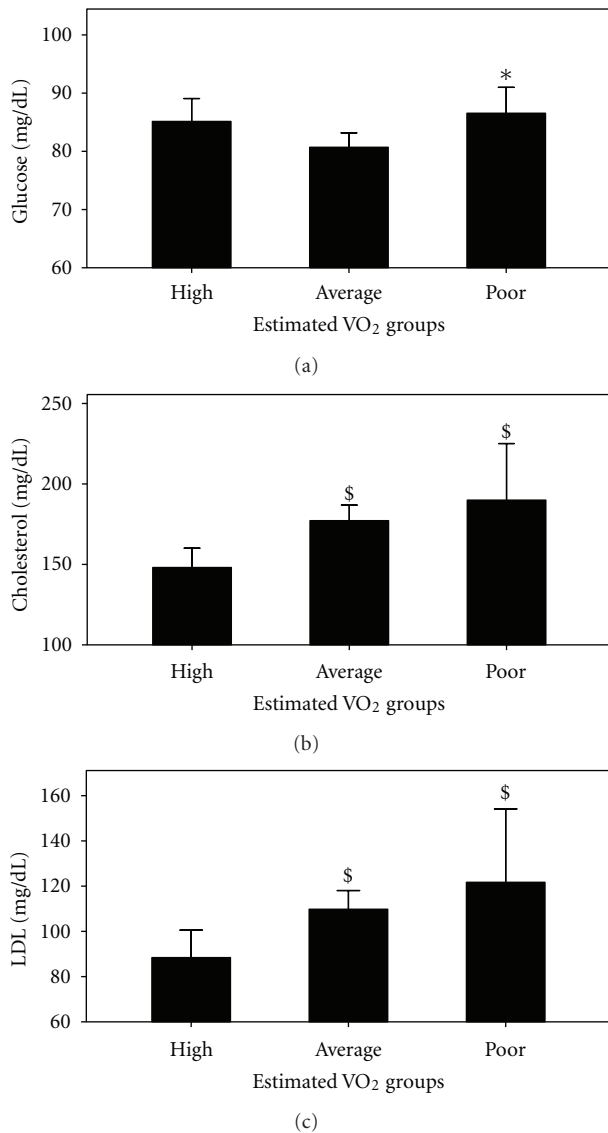 100
90
80
70
60
Glucose (mg/dL)
*
High Average Poor
Estimated VO₂ groups
(a)
250
200
150
100
Cholesterol (mg/dL)
$ $
High Average Poor
Estimated VO₂ groups
(b)
160
140
120
100
80
60
LDL (mg/dL)
$ $
High Average Poor
Estimated VO₂ groups
(c)